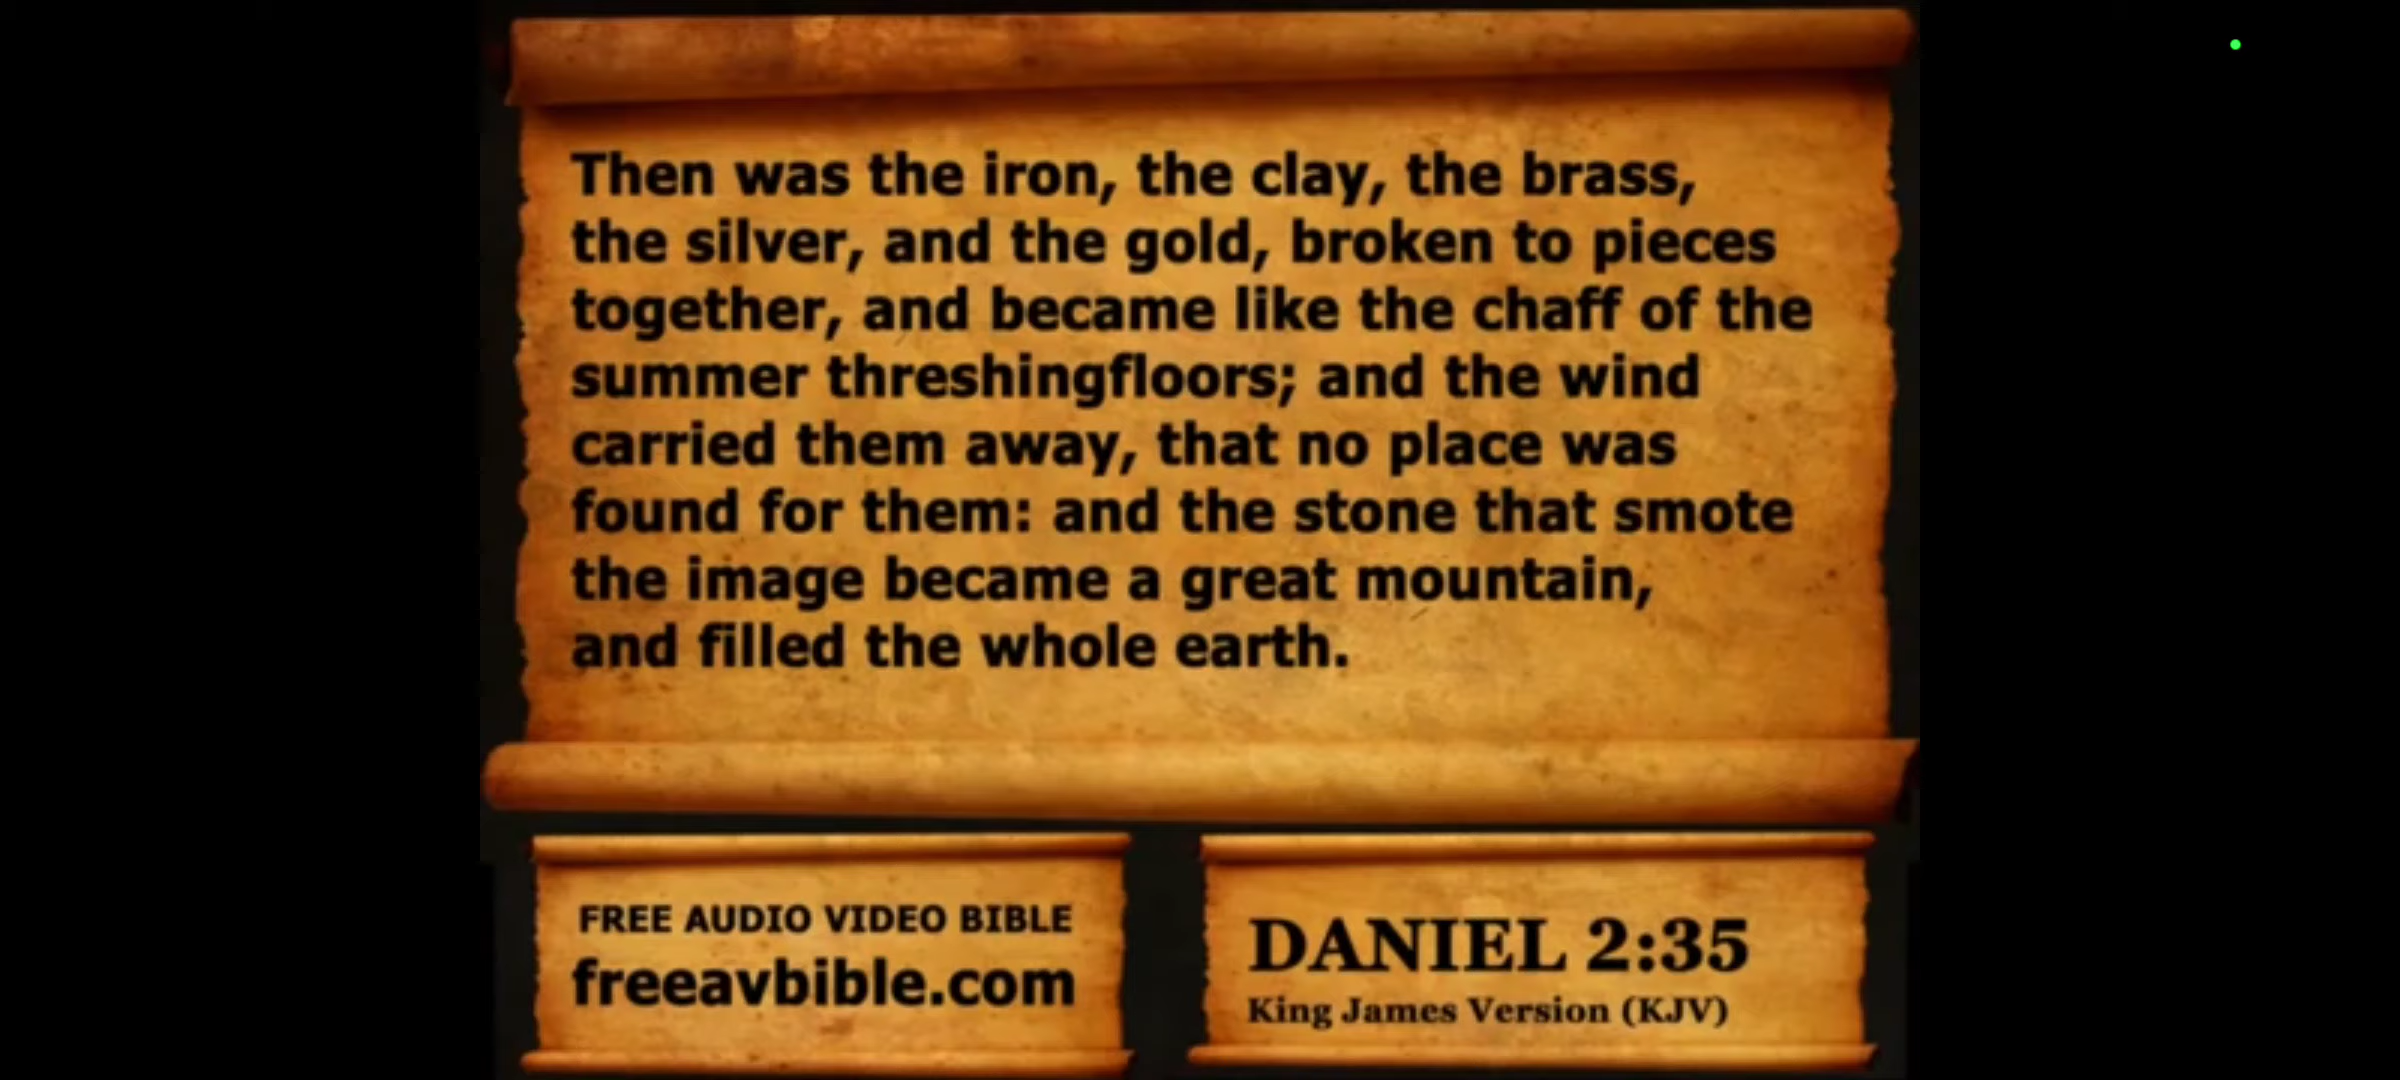 Then was the iron, the clay, the brass,
the silver, and the gold, broken to pieces
together, and became like the chaff of the
summer threshingfloors; and the wind
carried them away, that no place was
found for them: and the stone that smote
the image became a great mountain,
and filled the whole earth.
FREE AUDIO VIDEO BIBLE
freeavbible.com
DANIEL 2:35
King James Version (KJV)